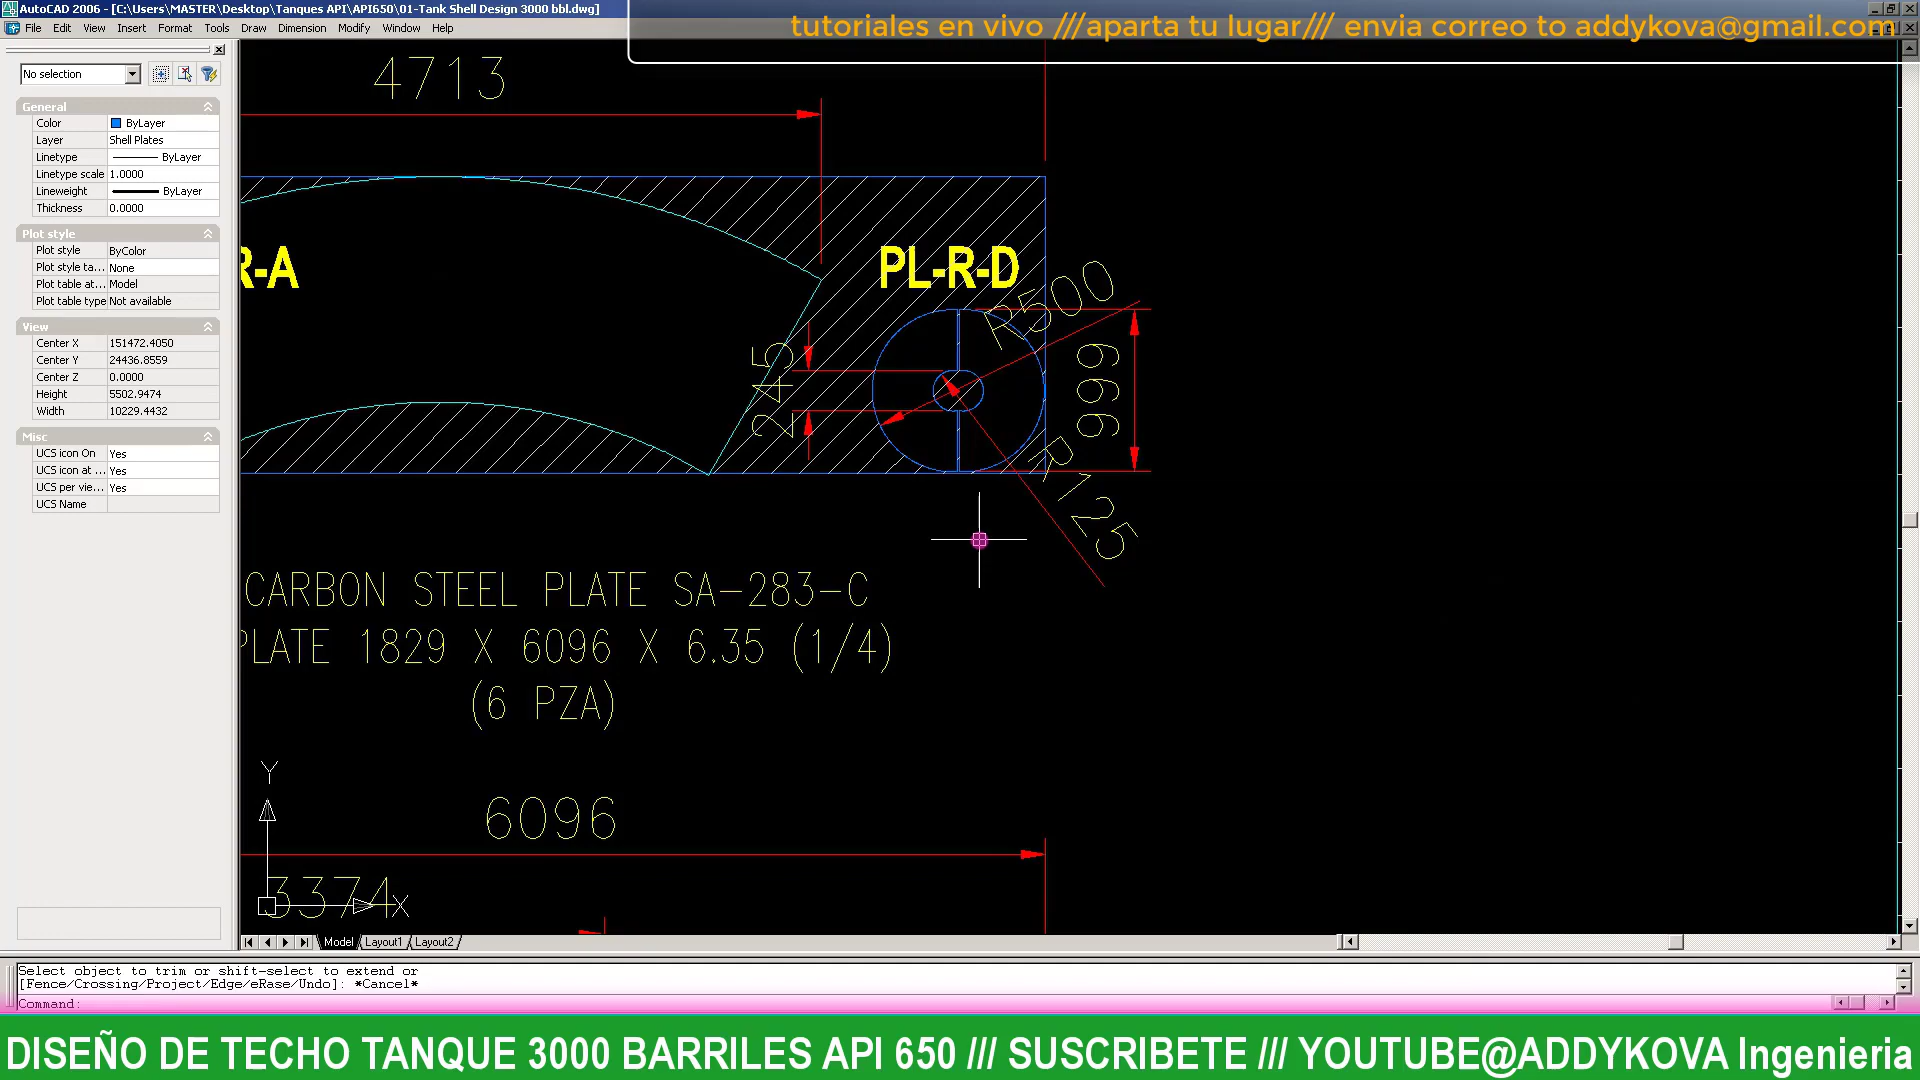 AutoCAD 2006 - [C:\Users\MASTER\Desktop\Tanques API\API650\01-Tank Shell Design 3000 bbl.dwg]
tutoriales en vivo ///aparta tu lugar/// envia correo to addykova@gmail.com
File Edit View Insert Format Tools Draw Dimension Modify Window Help
No selection
General
Color ByLayer
Layer Shell Plates
Linetype ByLayer
Linetype scale 1.0000
Lineweight ByLayer
Thickness 0.0000
Plot style
Plot style ByColor
Plot style ta... None
Plot table at... Model
Plot table type Not available
View
Center X 151472.4050
Center Y 24436.8559
Center Z 0.0000
Height 5502.9474
Width 10229.4432
Misc
UCS icon On Yes
UCS icon at ... Yes
UCS per vie... Yes
UCS Name
4713
R-A
PL-R-D
R500
245
999
R125
CARBON STEEL PLATE SA-283-C
PLATE 1829 X 6096 X 6.35 (1/4)
(6 PZA)
Y
6096
3374
X
Model Layout1 Layout2
Select object to trim or shift-select to extend or
[Fence/Crossing/Project/Edge/eRase/Undo]: *Cancel*
Command:
DISEÑO DE TECHO TANQUE 3000 BARRILES API 650 /// SUSCRIBETE /// YOUTUBE@ADDYKOVA Ingenieria